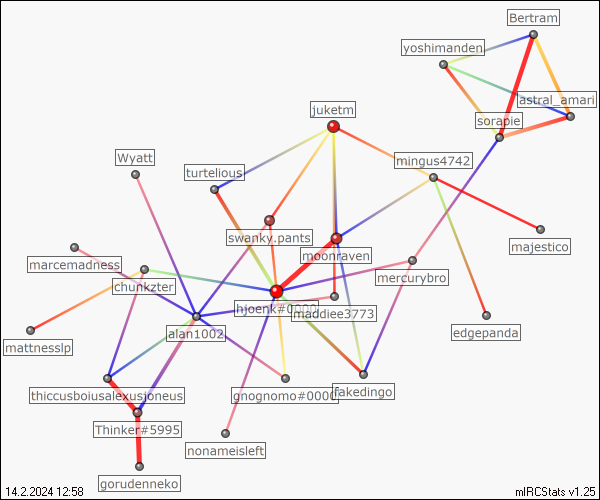 Bertram
yoshimanden
astral_amari
juketm
sorapie
Wyatt
mingus4742
turtelious
swanky.pants
majestico
moonraven
marcemadness
mercurybro
chunkzter
hjoenk#0000
maddiee3773
alan1002
edgepanda
mattnesslp
gnognomo#0000
fakedingo
thiccusboiusalexusjoneus
Thinker#5995
nonameisleft
gorudenneko
14.2.2024 12:58
mIRCStats v1.25